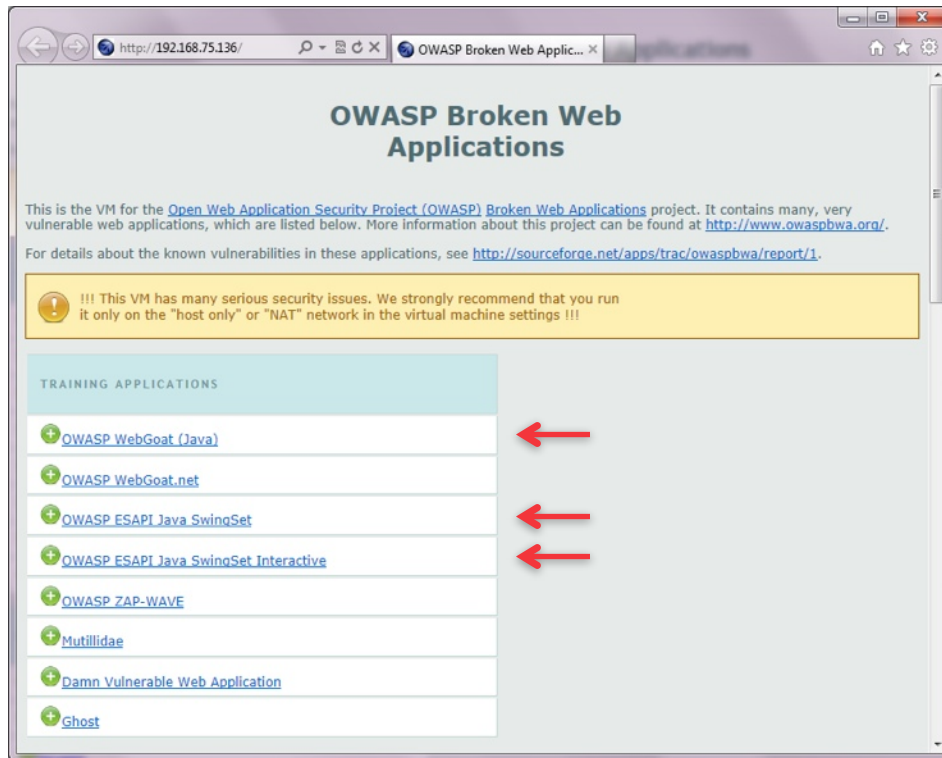 http://192.168.75.136/
OWASP Broken Web Applic...
OWASP Broken Web
Applications
This is the VM for the Open Web Application Security Project (OWASP) Broken Web Applications project. It contains many, very
vulnerable web applications, which are listed below. More information about this project can be found at http://www.owaspbwa.org/.
For details about the known vulnerabilities in these applications, see http://sourceforge.net/apps/trac/owaspbwa/report/1.
!!! This VM has many serious security issues. We strongly recommend that you run
it only on the "host only" or "NAT" network in the virtual machine settings !!!
TRAINING APPLICATIONS
OWASP WebGoat (Java)
OWASP WebGoat.net
OWASP ESAPI Java SwingSet
OWASP ESAPI Java SwingSet Interactive
OWASP ZAP-WAVE
Mutillidae
Damn Vulnerable Web Application
Ghost